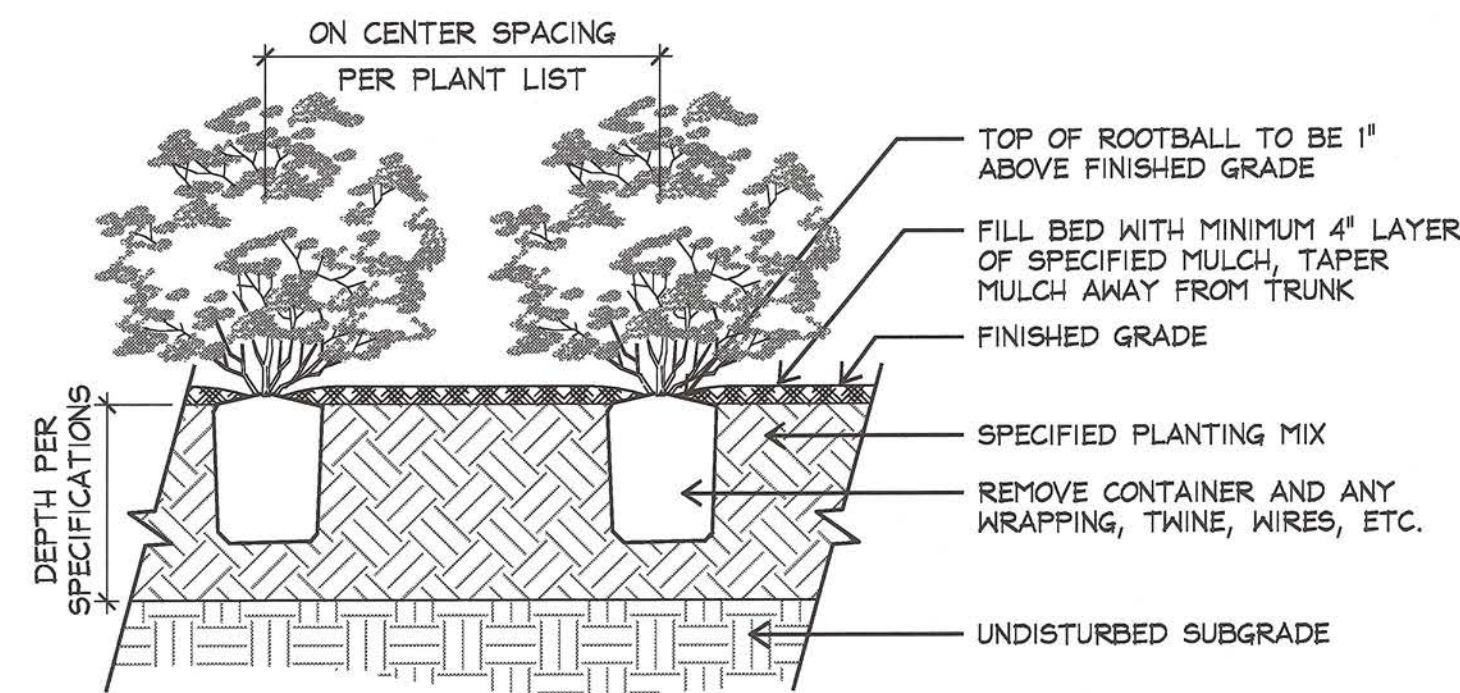 ON CENTER SPACING
PER PLANT LIST
TOP OF ROOTBALL TO BE 1"
ABOVE FINISHED GRADE
FILL BED WITH MINIMUM 4" LAYER
OF SPECIFIED MULCH, TAPER
MULCH AWAY FROM TRUNK
FINISHED GRADE
DEPTH PER
SPECIFICATIONS
SPECIFIED PLANTING MIX
REMOVE CONTAINER AND ANY
WRAPPING, TWINE, WIRES, ETC.
UNDISTURBED SUBGRADE